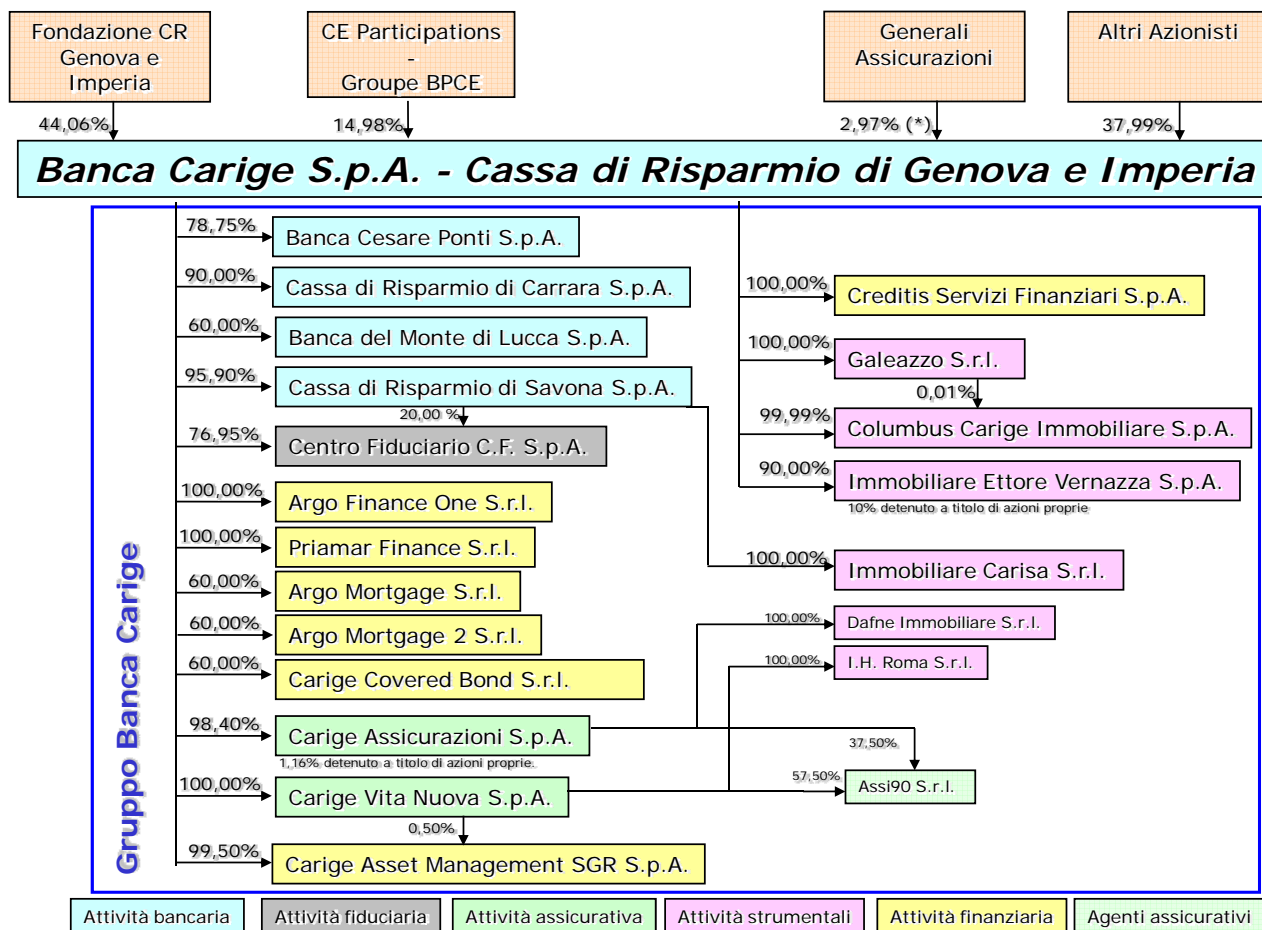 Fondazione CR
Genova e
Imperia
CE Participations
-
Groupe BPCE
Generali
Assicurazioni
Altri Azionisti
44,06%
14,98%
2,97% (*)
37,99%
Banca Carige S.p.A. - Cassa di Risparmio di Genova e Imperia
Gruppo Banca Carige
78,75%
Banca Cesare Ponti S.p.A.
90,00%
Cassa di Risparmio di Carrara S.p.A.
60,00%
Banca del Monte di Lucca S.p.A.
95,90%
Cassa di Risparmio di Savona S.p.A.
20,00 %
76,95%
Centro Fiduciario C.F. S.p.A.
100,00%
Argo Finance One S.r.l.
100,00%
Priamar Finance S.r.l.
60,00%
Argo Mortgage S.r.l.
60,00%
Argo Mortgage 2 S.r.l.
60,00%
Carige Covered Bond S.r.l.
98,40%
Carige Assicurazioni S.p.A.
1,16% detenuto a titolo di azioni proprie.
100,00%
Carige Vita Nuova S.p.A.
0,50%
99,50%
Carige Asset Management SGR S.p.A.
100,00%
Creditis Servizi Finanziari S.p.A.
100,00%
Galeazzo S.r.l.
0,01%
99,99%
Columbus Carige Immobiliare S.p.A.
90,00%
Immobiliare Ettore Vernazza S.p.A.
10% detenuto a titolo di azioni proprie
100,00%
Immobiliare Carisa S.r.l.
100,00%
Dafne Immobiliare S.r.l.
100,00%
I.H. Roma S.r.l.
37,50%
57,50%
Assi90 S.r.l.
Attività bancaria
Attività fiduciaria
Attività assicurativa
Attività strumentali
Attività finanziaria
Agenti assicurativi